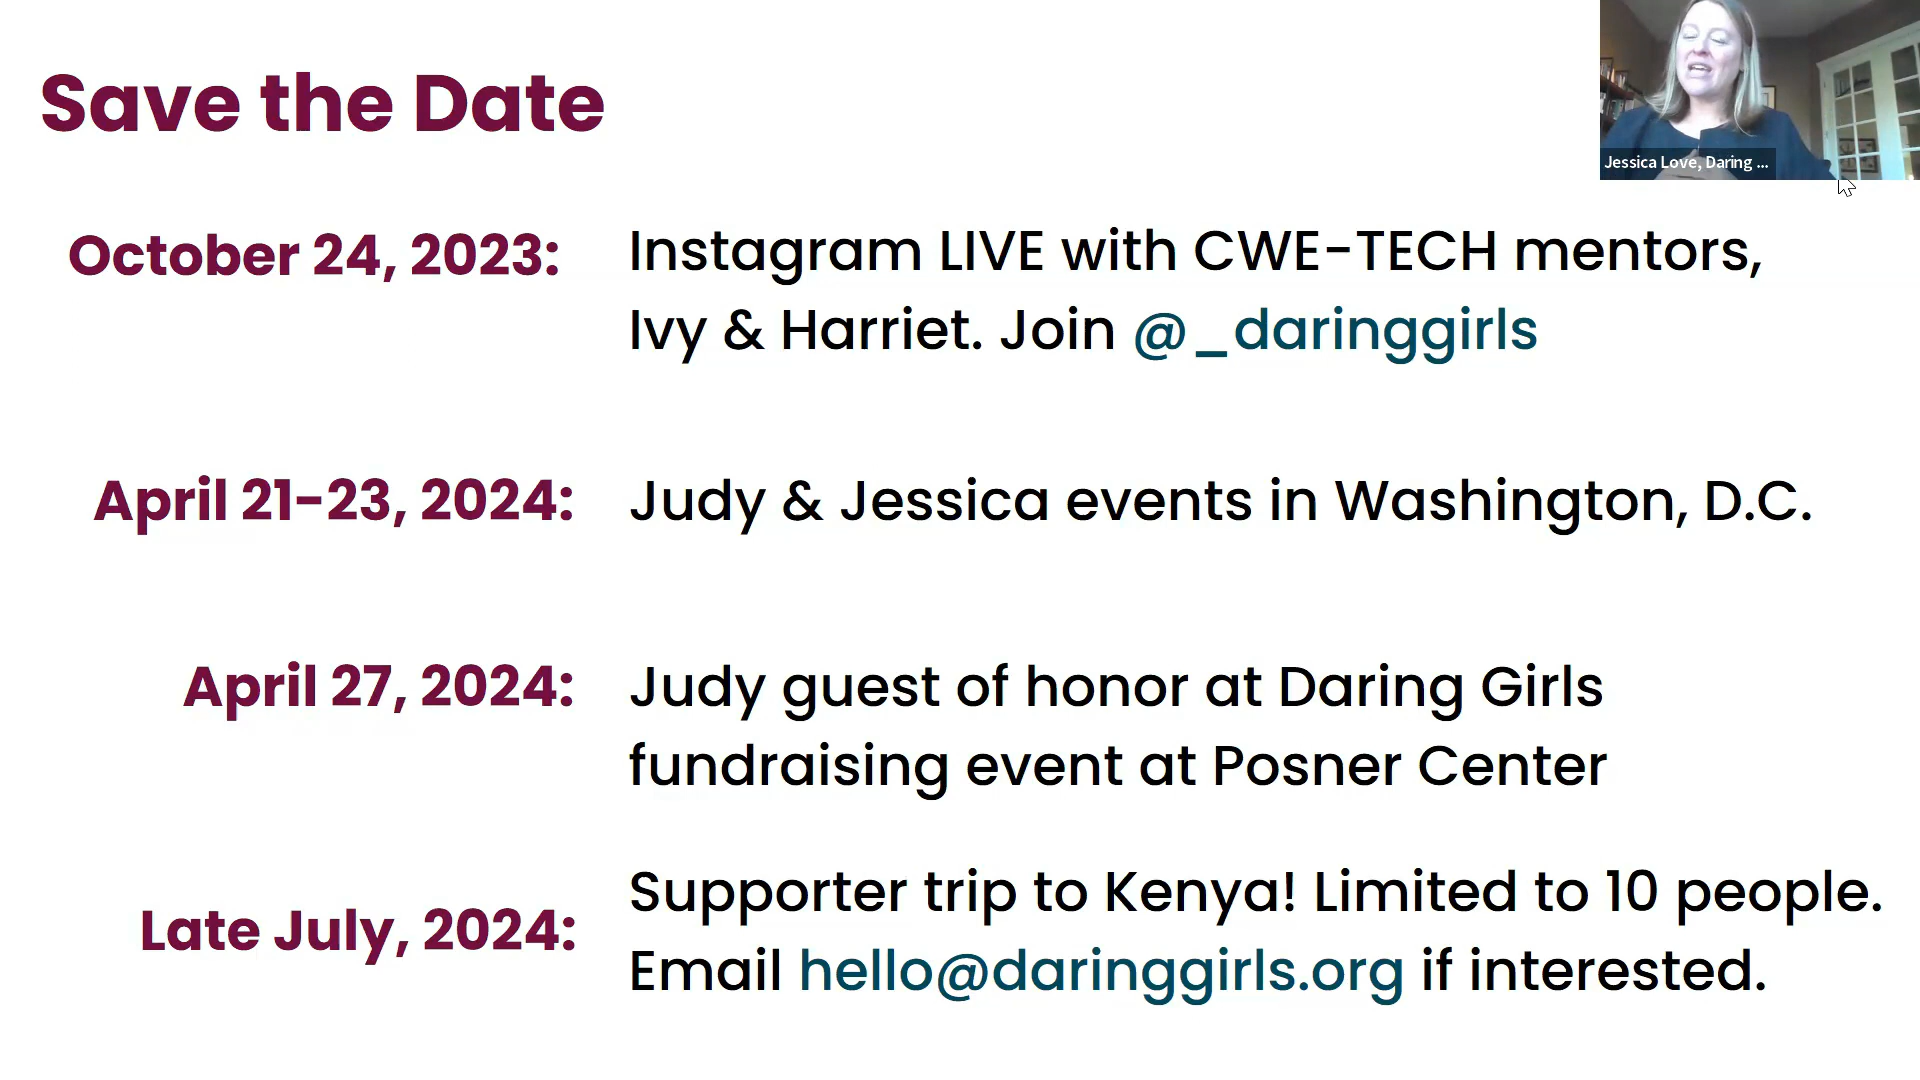 Save the Date
Jessica Love, Daring ...
October 24, 2023:
Instagram LIVE with CWE-TECH mentors,
Ivy & Harriet. Join @_daringgirls
April 21-23, 2024:
Judy & Jessica events in Washington, D.C.
April 27, 2024:
Judy guest of honor at Daring Girls
fundraising event at Posner Center
Late July, 2024:
Supporter trip to Kenya! Limited to 10 people.
Email hello@daringgirls.org if interested.